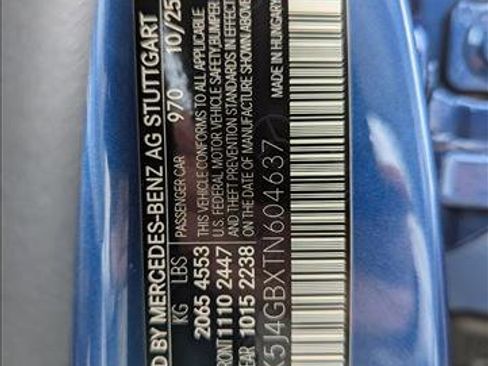 D BY MERCEDES-BENZ AG STUTTGART
KG LBS PASSENGER CAR 970 10/25
2065 4553 THIS VEHICLE CONFORMS TO ALL APPLICABLE
U.S. FEDERAL MOTOR VEHICLE SAFETY, BUMPER
FRONT 1110 2447 AND THEFT PREVENTION STANDARDS IN EFFECT
EAR 1015 2238 ON THE DATE OF MANUFACTURE SHOWN ABOVE
MADE IN HUNGARY
K5J4GBXTN604637